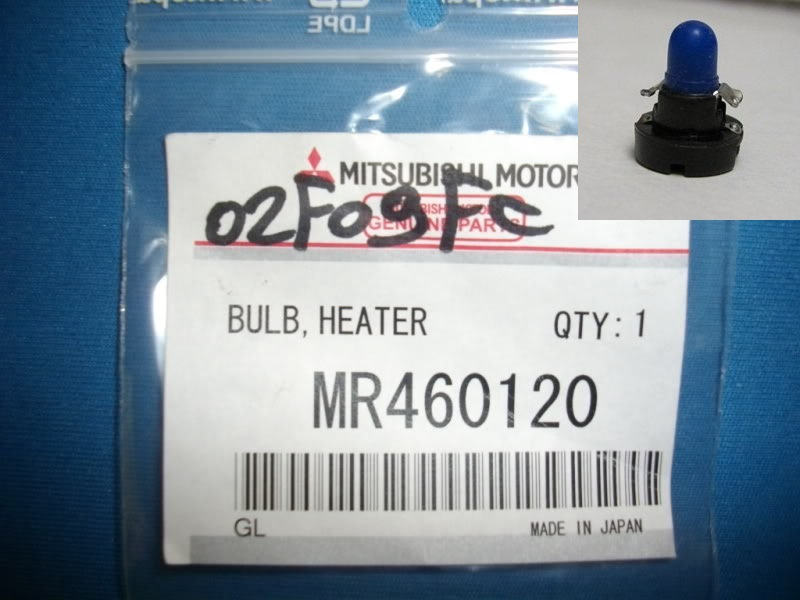 LDPE
MITSUBISHI MOTOR
02F09FC
GENUINE PARTS
BULB, HEATER QTY: 1
MR460120
GL MADE IN JAPAN